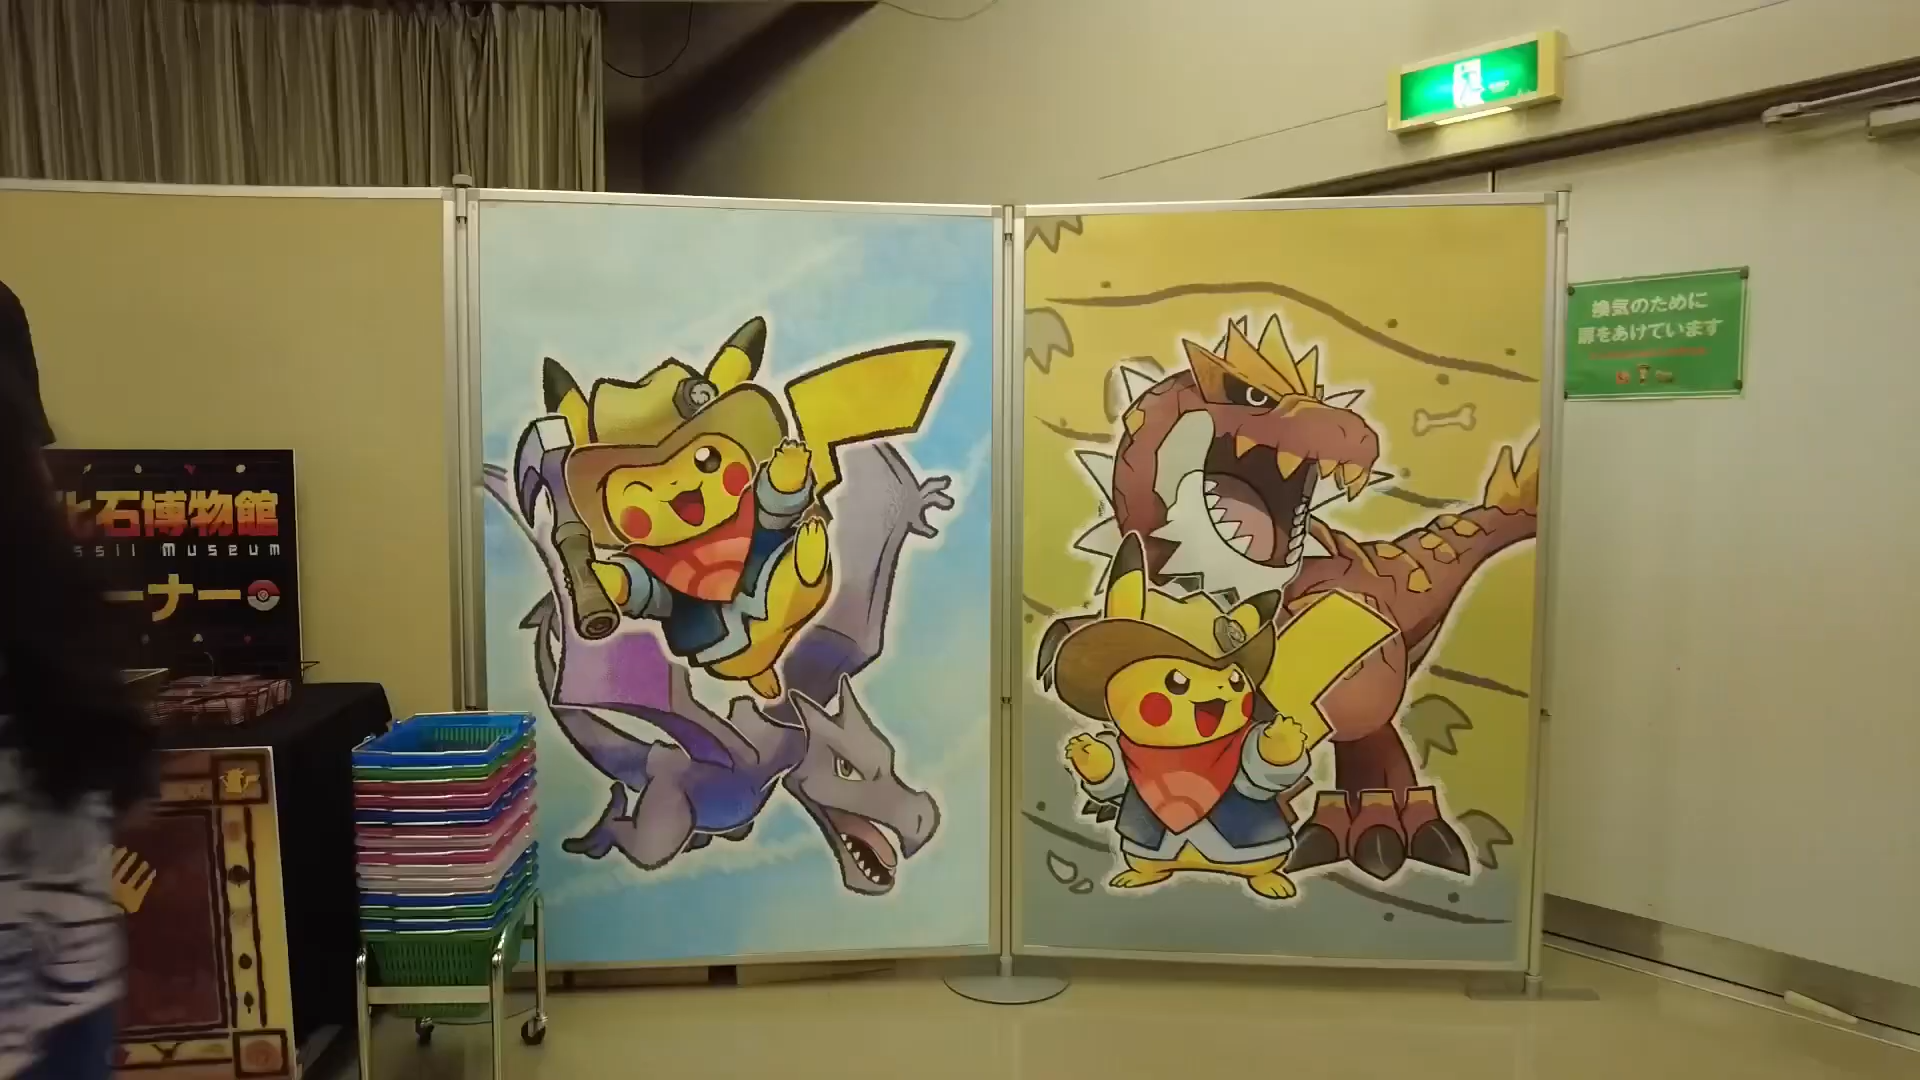 石博物館
ssil Museum
ーナー
換気のために
扉をあけています